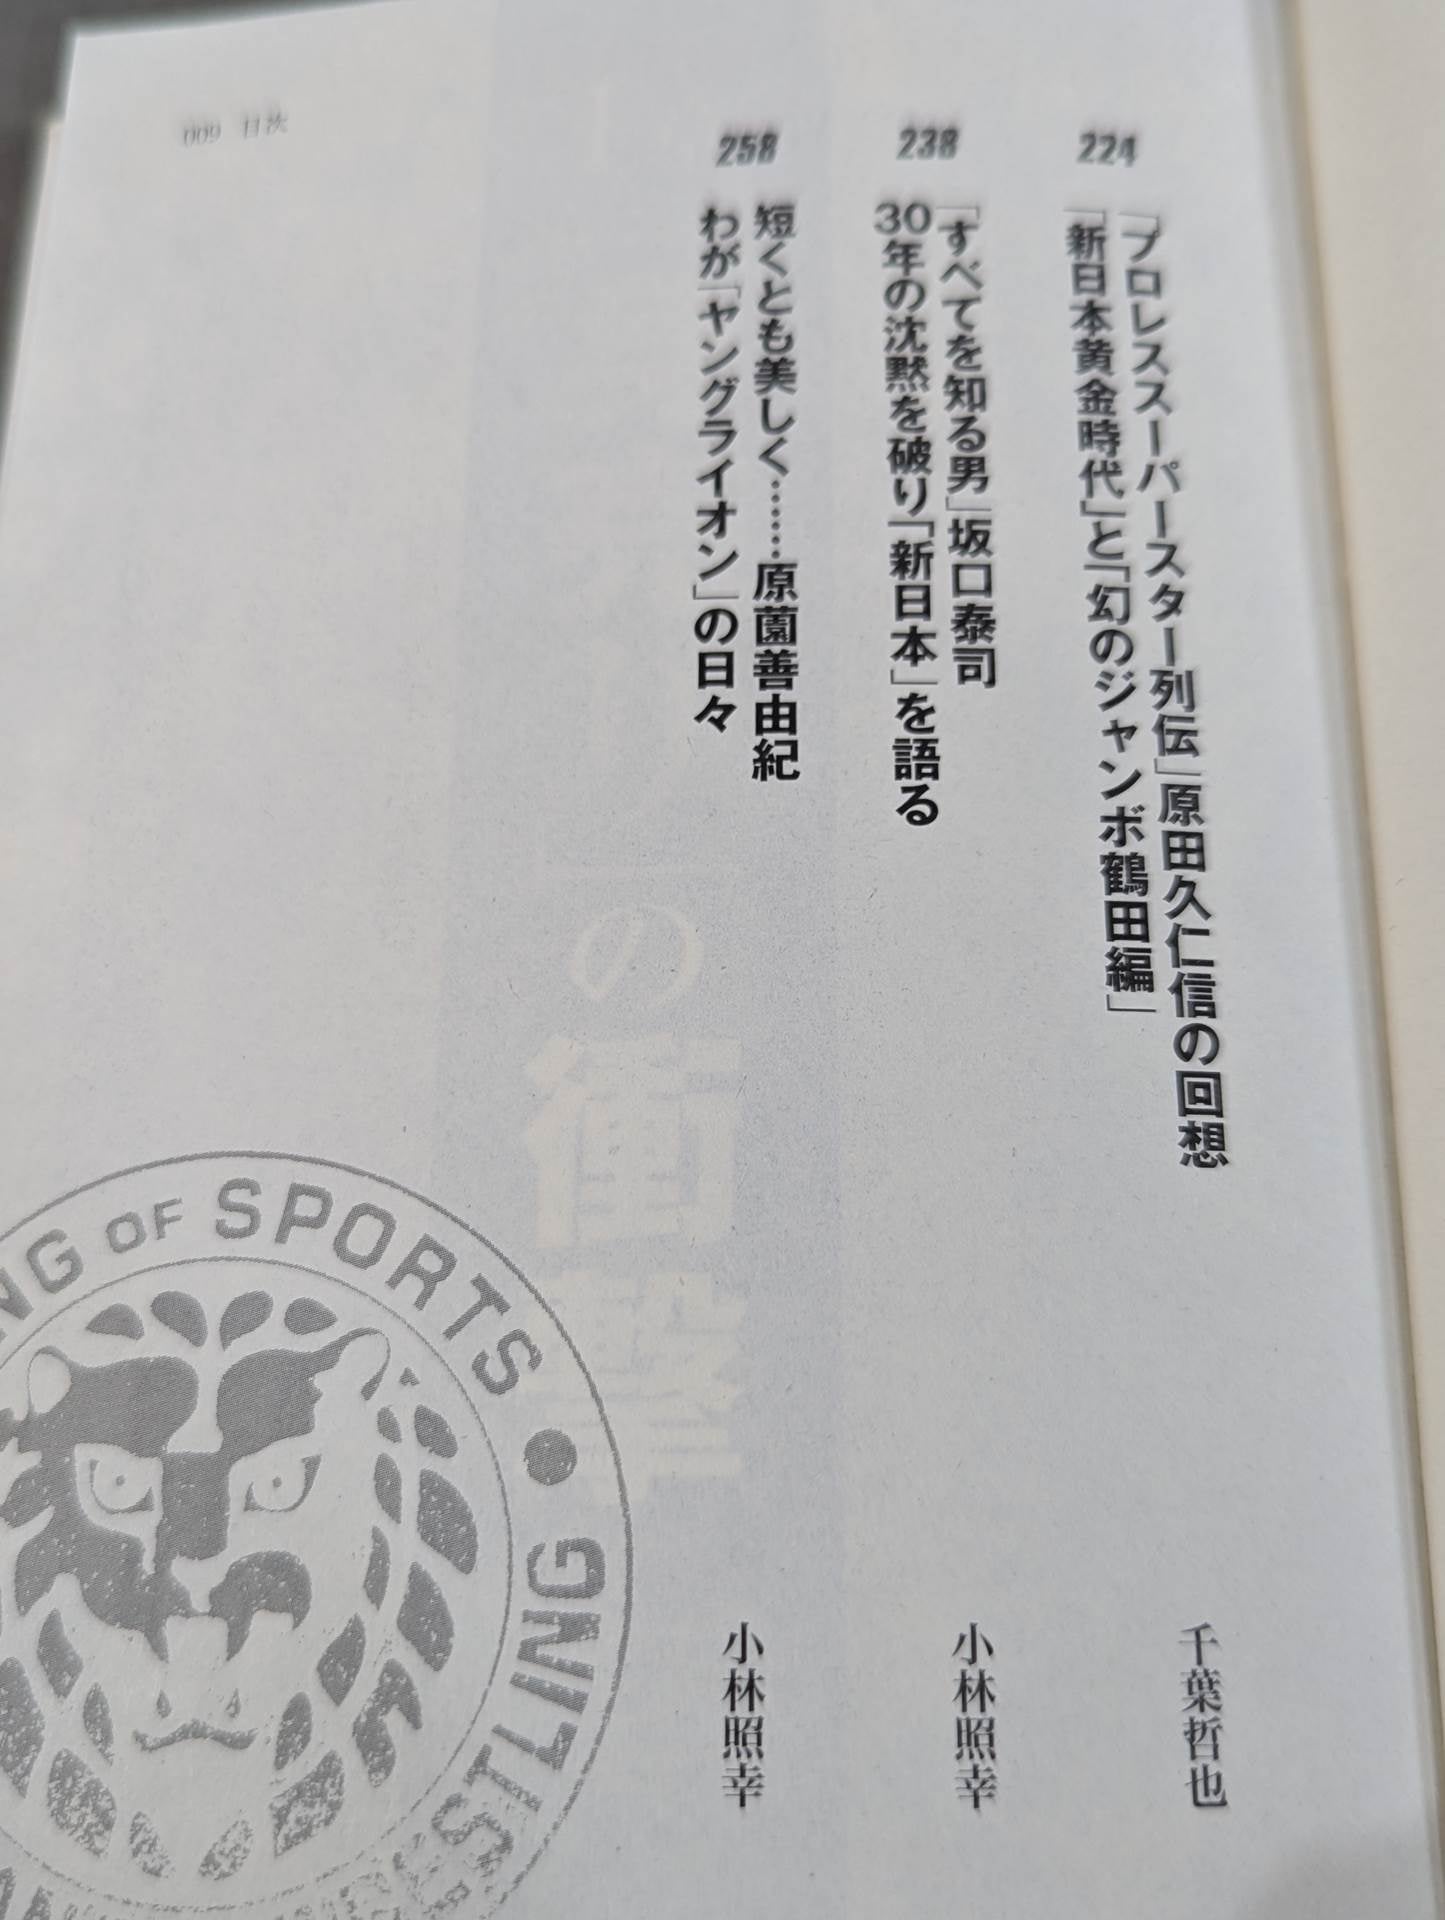 224
「プロレススーパースター列伝」原田久仁信の回想
「新日本黄金時代」と「幻のジャンボ鶴田編」
千葉哲也
238
「すべてを知る男」坂口泰司
30年の沈黙を破り「新日本」を語る
小林照幸
258
短くとも美しく……原薗善由紀
わが「ヤングライオン」の日々
小林照幸
009 目次
NG OF SPORTS
ESTLING
の衝撃